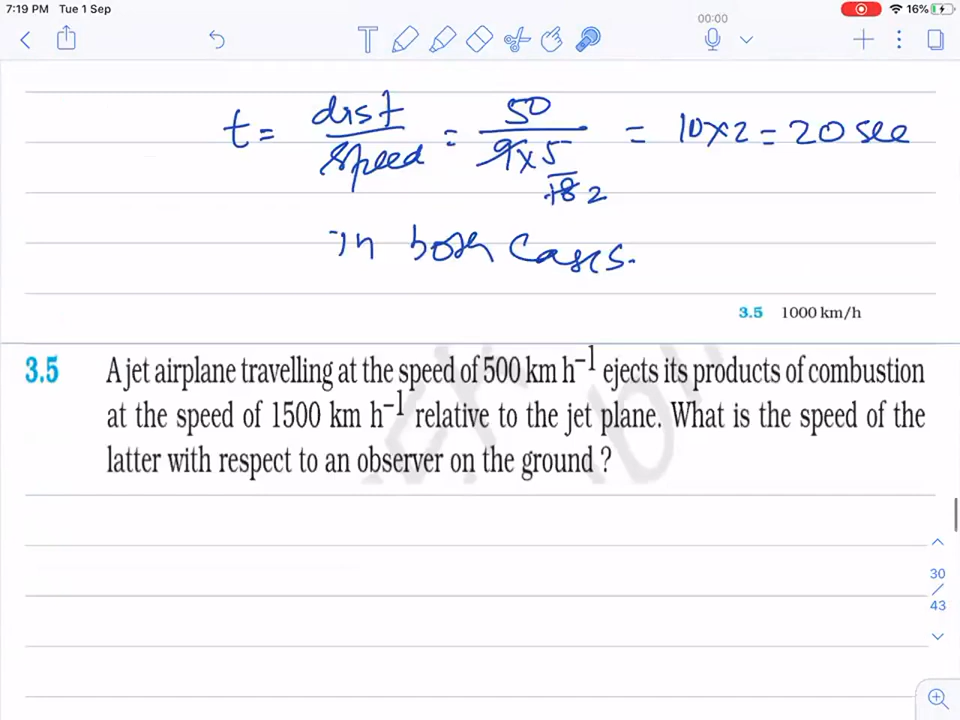 7:19 PM Tue 1 Sep
16%
00:00
t = dist / speed = 50 / 9 x 5/18 2 = 10 x 2 = 20 sec
in both cases.
3.5 1000 km/h
3.5 A jet airplane travelling at the speed of 500 km h⁻¹ ejects its products of combustion
at the speed of 1500 km h⁻¹ relative to the jet plane. What is the speed of the
latter with respect to an observer on the ground ?
30
/
43